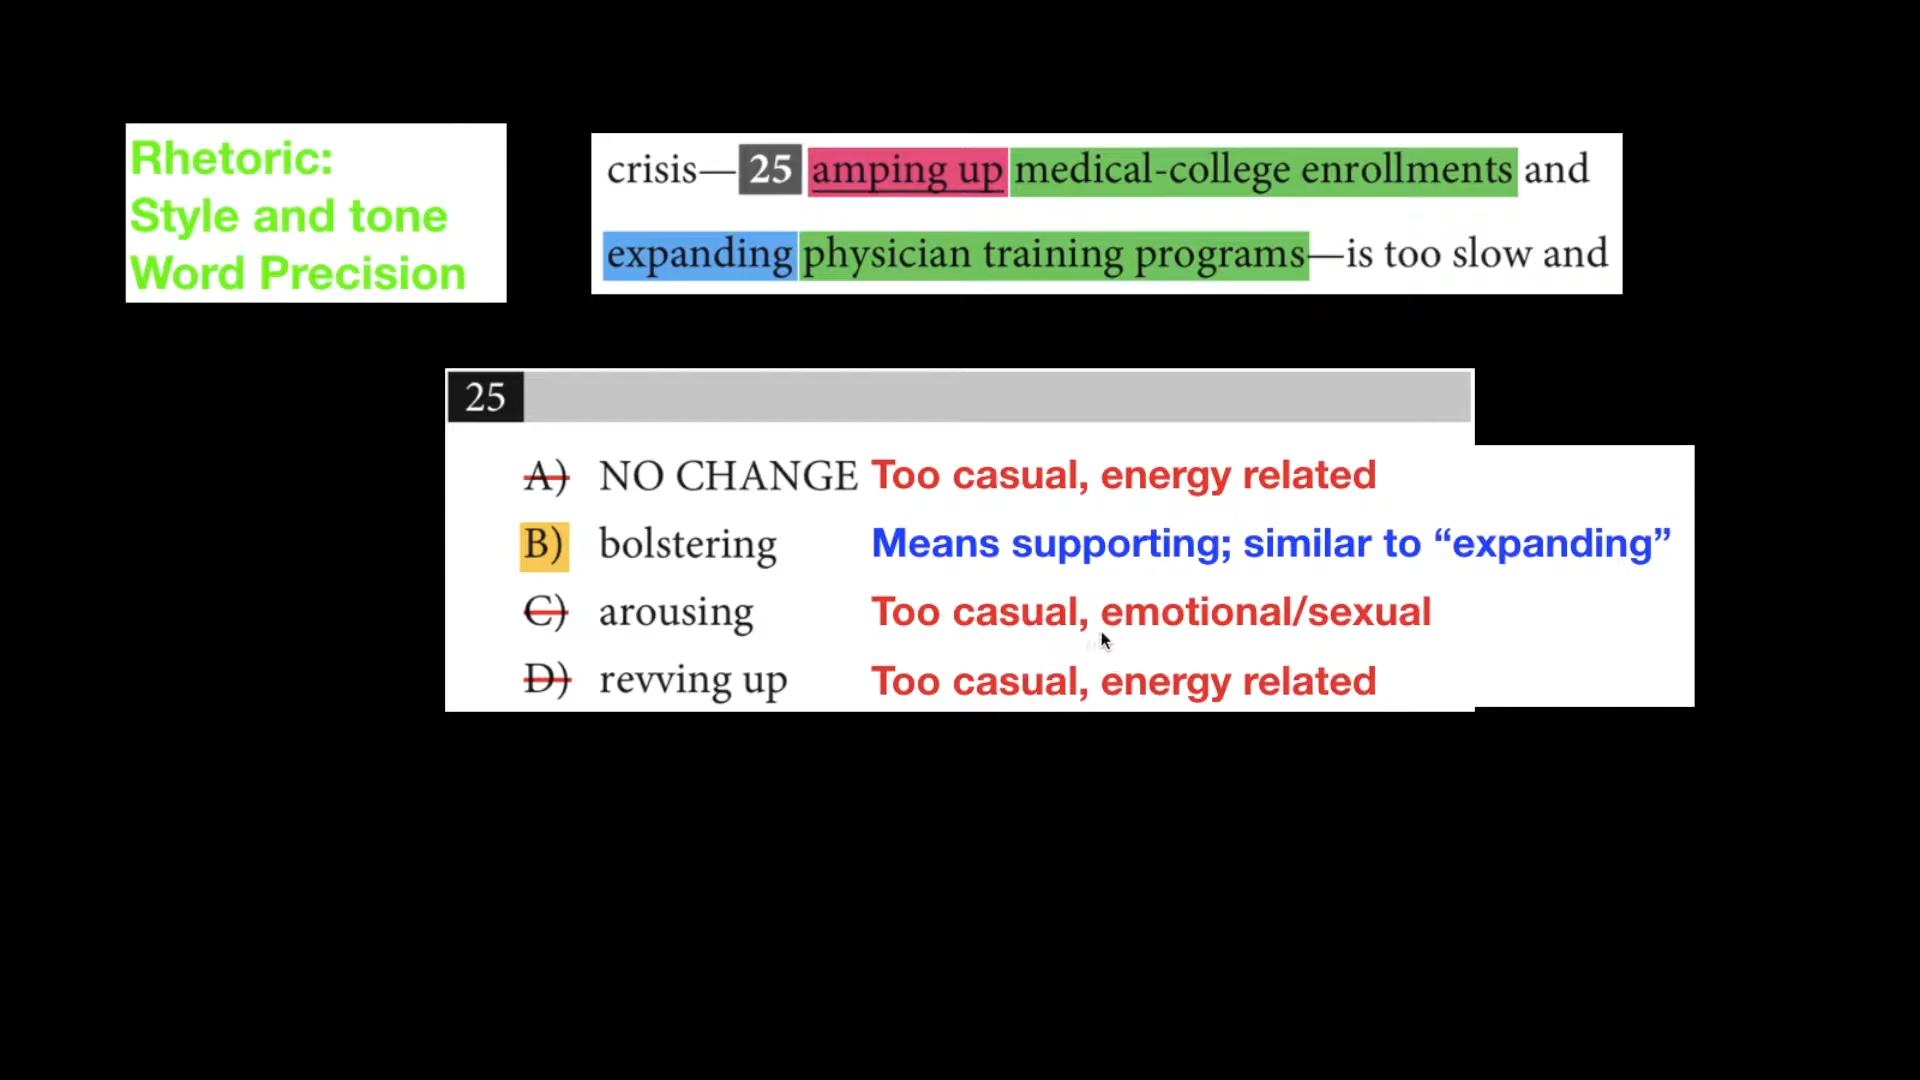 Rhetoric:
Style and tone
Word Precision
crisis—25 amping up medical-college enrollments and
expanding physician training programs—is too slow and
25
A) NO CHANGE Too casual, energy related
B) bolstering Means supporting; similar to “expanding”
C) arousing Too casual, emotional/sexual
D) revving up Too casual, energy related